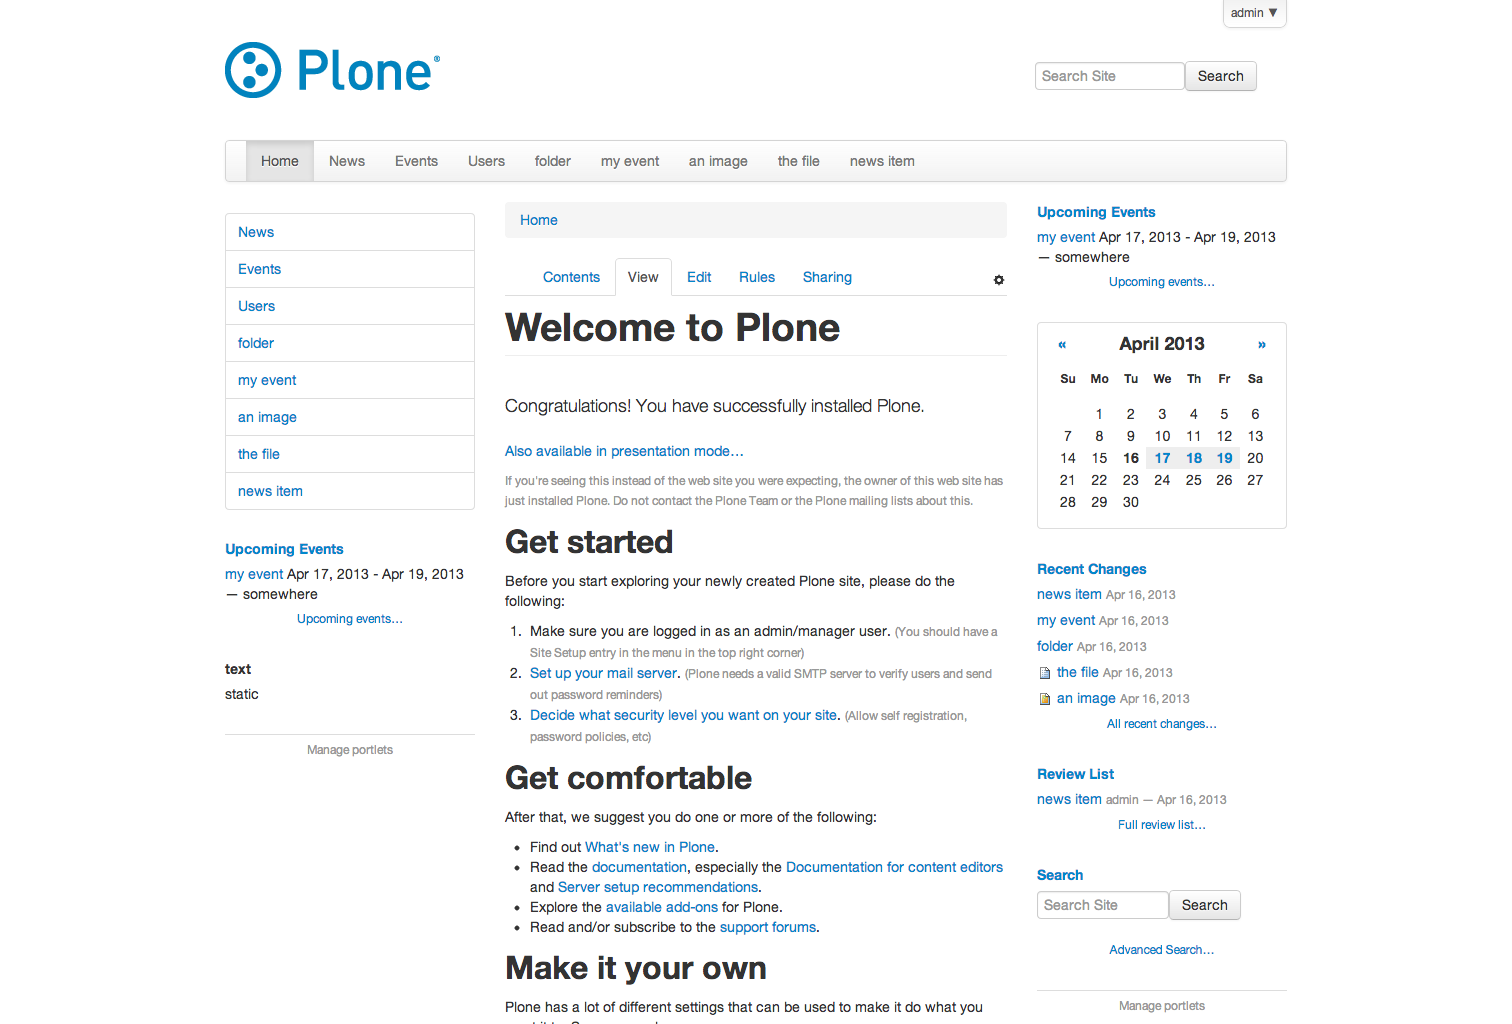 admin ▼
Plone®
Search Site Search
Home News Events Users folder my event an image the file news item
News
Events
Users
folder
my event
an image
the file
news item
Upcoming Events
my event Apr 17, 2013 - Apr 19, 2013
— somewhere
Upcoming events…
text
static
Manage portlets
Home
Contents View Edit Rules Sharing
Welcome to Plone
Congratulations! You have successfully installed Plone.
Also available in presentation mode…
If you're seeing this instead of the web site you were expecting, the owner of this web site has
just installed Plone. Do not contact the Plone Team or the Plone mailing lists about this.
Get started
Before you start exploring your newly created Plone site, please do the
following:
1. Make sure you are logged in as an admin/manager user. (You should have a
Site Setup entry in the menu in the top right corner)
2. Set up your mail server. (Plone needs a valid SMTP server to verify users and send
out password reminders)
3. Decide what security level you want on your site. (Allow self registration,
password policies, etc)
Get comfortable
After that, we suggest you do one or more of the following:
• Find out What's new in Plone.
• Read the documentation, especially the Documentation for content editors
and Server setup recommendations.
• Explore the available add-ons for Plone.
• Read and/or subscribe to the support forums.
Make it your own
Plone has a lot of different settings that can be used to make it do what you
Upcoming Events
my event Apr 17, 2013 - Apr 19, 2013
— somewhere
Upcoming events…
« April 2013 »
Su Mo Tu We Th Fr Sa
1 2 3 4 5 6
7 8 9 10 11 12 13
14 15 16 17 18 19 20
21 22 23 24 25 26 27
28 29 30
Recent Changes
news item Apr 16, 2013
my event Apr 16, 2013
folder Apr 16, 2013
the file Apr 16, 2013
an image Apr 16, 2013
All recent changes…
Review List
news item admin — Apr 16, 2013
Full review list…
Search
Search Site Search
Advanced Search…
Manage portlets